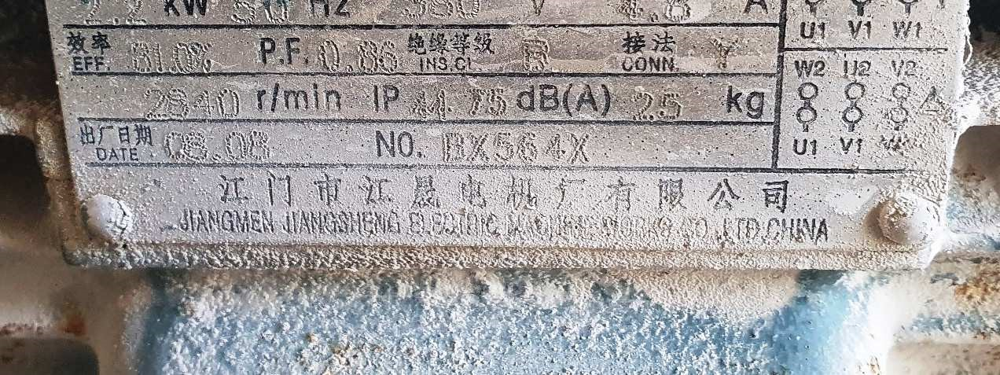 2.2 kW 50 Hz 380 V 4.8 A
U1 V1 W1
效率 EFF. 81.0% P.F. 0.86 绝缘等级 INS.CL. B 接法 CONN. Y
W2 U2 V2
2840 r/min IP 44 75 dB(A) 25 kg
出厂日期 DATE 08.08 NO. BX564X
U1 V1 W1
江门市江晟电机厂有限公司
JIANGMEN JIANGSHENG ELECTRIC MACHINE WORKS CO.,LTD,CHINA